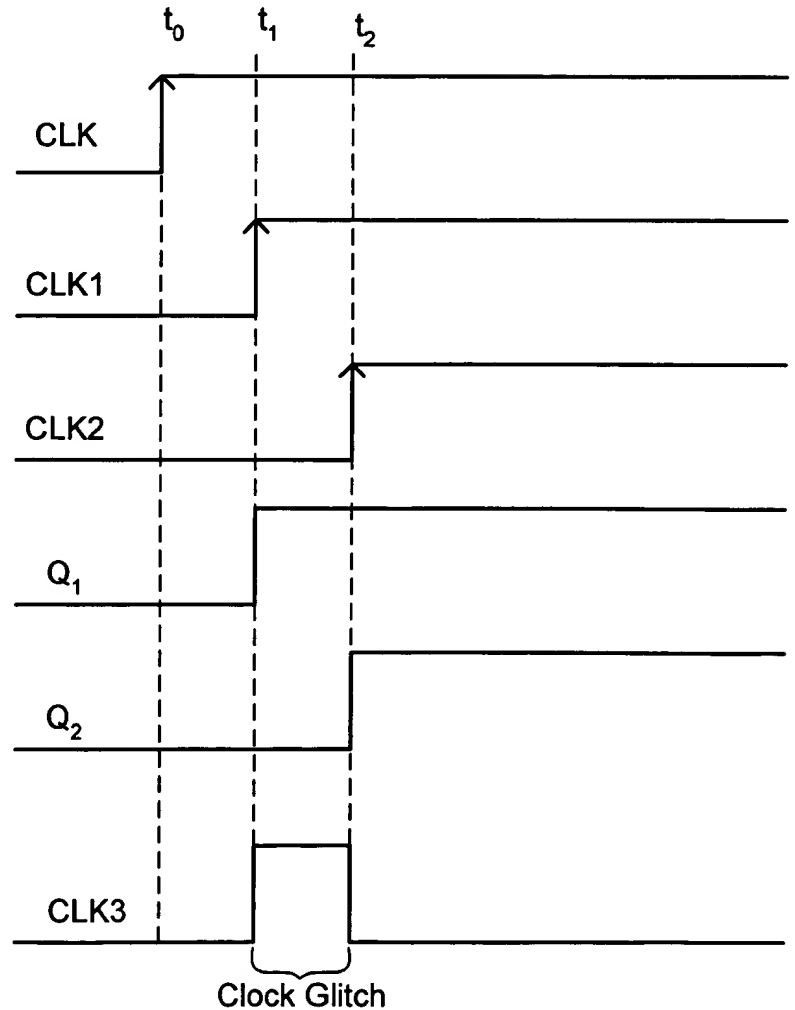 t₀ t₁ t₂
CLK
CLK1
CLK2
Q₁
Q₂
CLK3
Clock Glitch